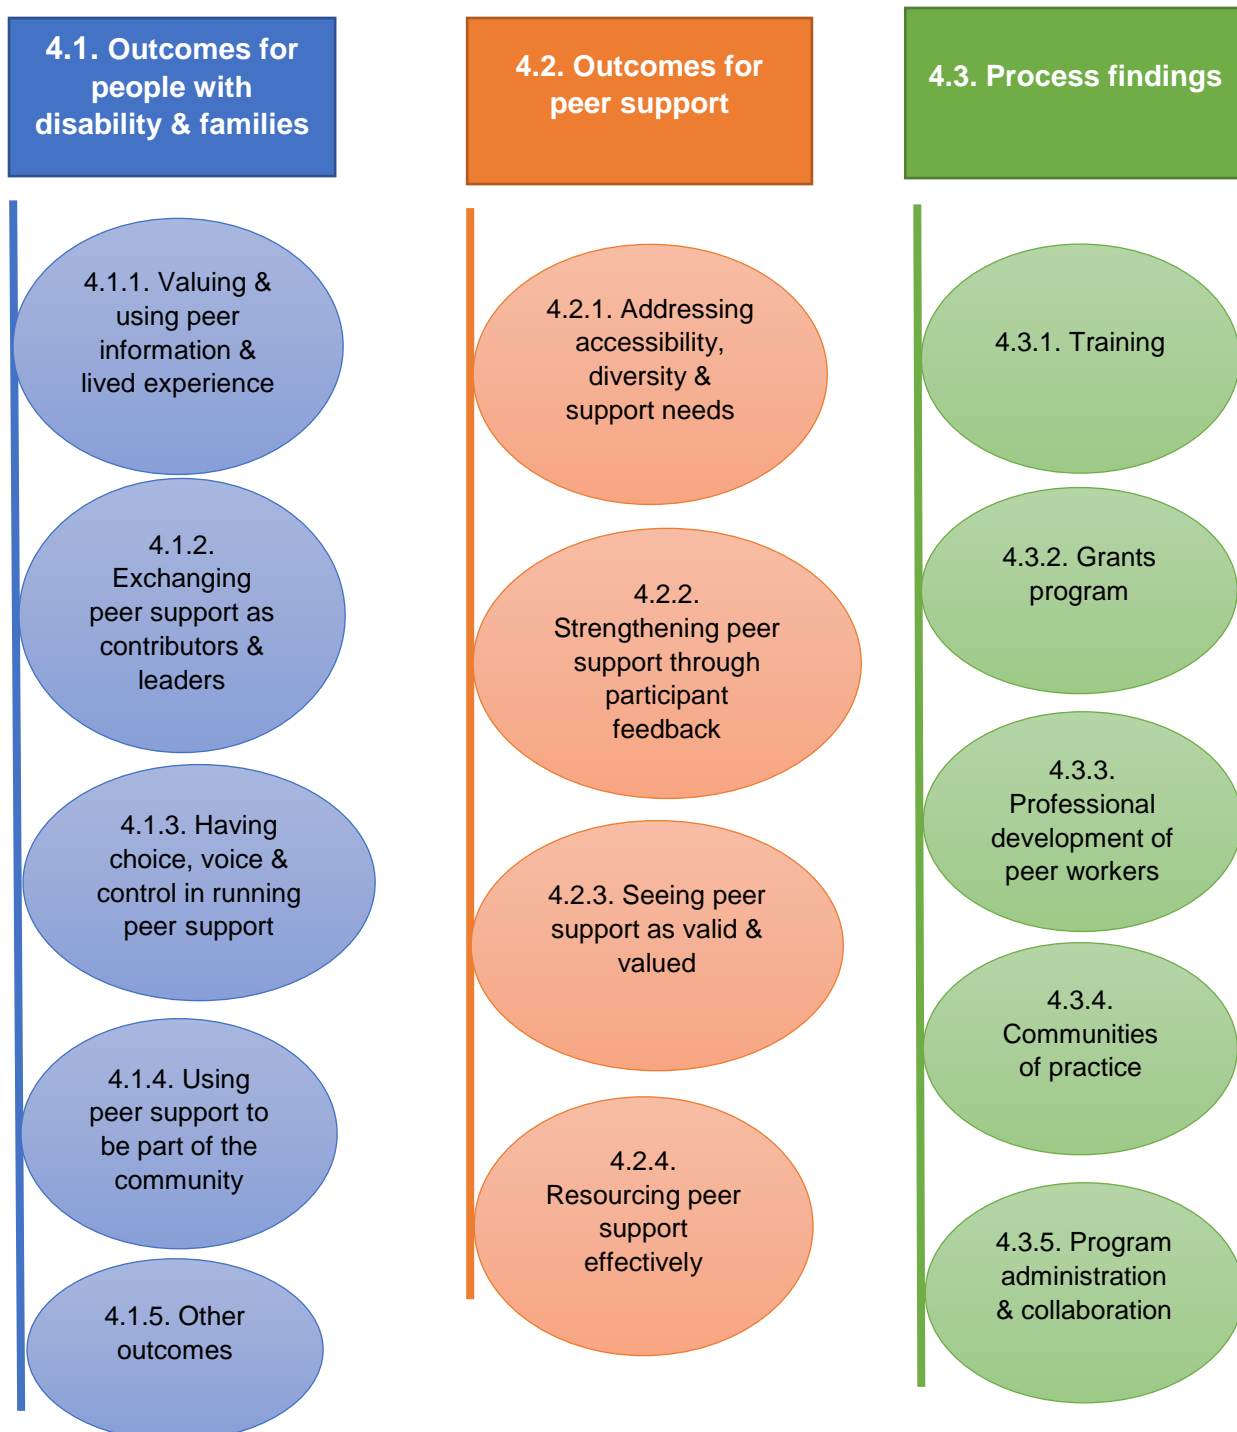 4.1. Outcomes for
people with
disability & families
4.1.1. Valuing &
using peer
information &
lived experience
4.1.2.
Exchanging
peer support as
contributors &
leaders
4.1.3. Having
choice, voice &
control in running
peer support
4.1.4. Using
peer support to
be part of the
community
4.1.5. Other
outcomes
4.2. Outcomes for
peer support
4.2.1. Addressing
accessibility,
diversity &
support needs
4.2.2.
Strengthening peer
support through
participant
feedback
4.2.3. Seeing peer
support as valid &
valued
4.2.4.
Resourcing peer
support
effectively
4.3. Process findings
4.3.1. Training
4.3.2. Grants
program
4.3.3.
Professional
development of
peer workers
4.3.4.
Communities
of practice
4.3.5. Program
administration
& collaboration